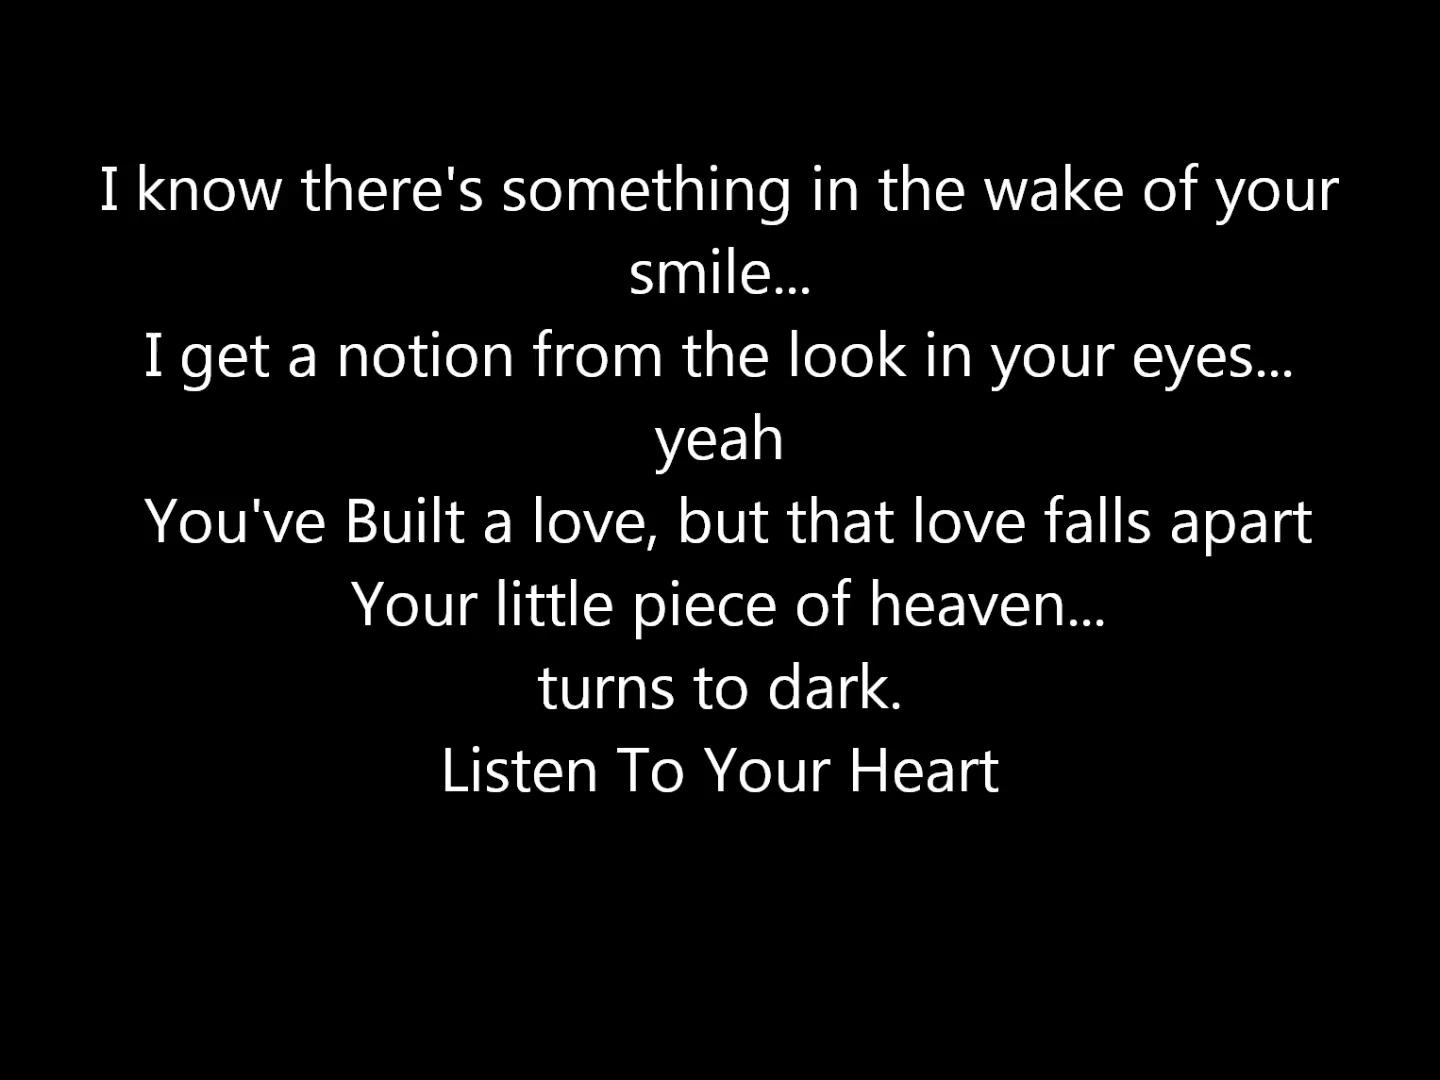 I know there's something in the wake of your
smile...
I get a notion from the look in your eyes...
yeah
You've Built a love, but that love falls apart
Your little piece of heaven...
turns to dark.
Listen To Your Heart